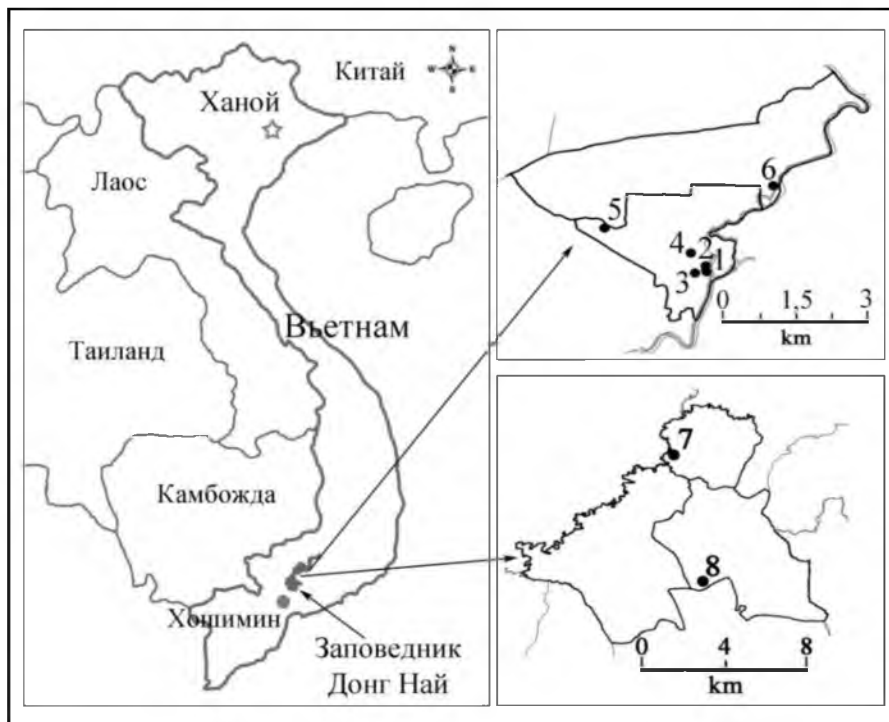 Китай
N
W E
S
Ханой
Лаос
Вьетнам
Таиланд
Камбожда
Хошимин
Заповедник
Донг Най
6
5
4
2
1
3
0 1,5 3
km
7
8
0 4 8
km